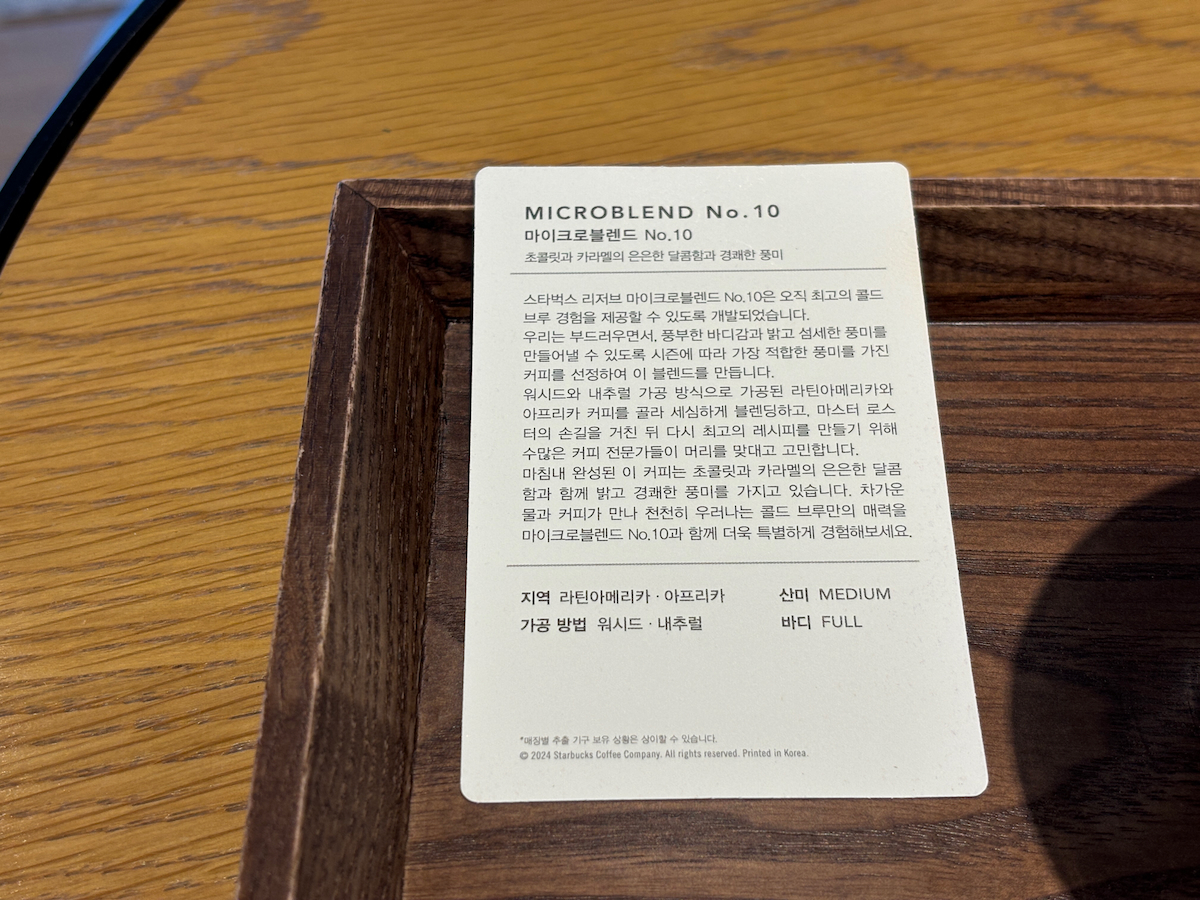 MICROBLEND No.10
마이크로블렌드 No.10
초콜릿과 카라멜의 은은한 달콤함과 경쾌한 풍미
스타벅스 리저브 마이크로블렌드 No.10은 오직 최고의 콜드
브루 경험을 제공할 수 있도록 개발되었습니다.
우리는 부드러우면서, 풍부한 바디감과 밝고 섬세한 풍미를
만들어낼 수 있도록 시즌에 따라 가장 적합한 풍미를 가진
커피를 선정하여 이 블렌드를 만듭니다.
워시드와 내추럴 가공 방식으로 가공된 라틴아메리카와
아프리카 커피를 골라 세심하게 블렌딩하고, 마스터 로스
터의 손길을 거친 뒤 다시 최고의 레시피를 만들기 위해
수많은 커피 전문가들이 머리를 맞대고 고민합니다.
마침내 완성된 이 커피는 초콜릿과 카라멜의 은은한 달콤
함과 함께 밝고 경쾌한 풍미를 가지고 있습니다. 차가운
물과 커피가 만나 천천히 우러나는 콜드 브루만의 매력을
마이크로블렌드 No.10과 함께 더욱 특별하게 경험해보세요.
지역 라틴아메리카 · 아프리카 산미 MEDIUM
가공 방법 워시드 · 내추럴 바디 FULL
*매장별 추출 기구 보유 상황은 상이할 수 있습니다.
© 2024 Starbucks Coffee Company. All rights reserved. Printed in Korea.